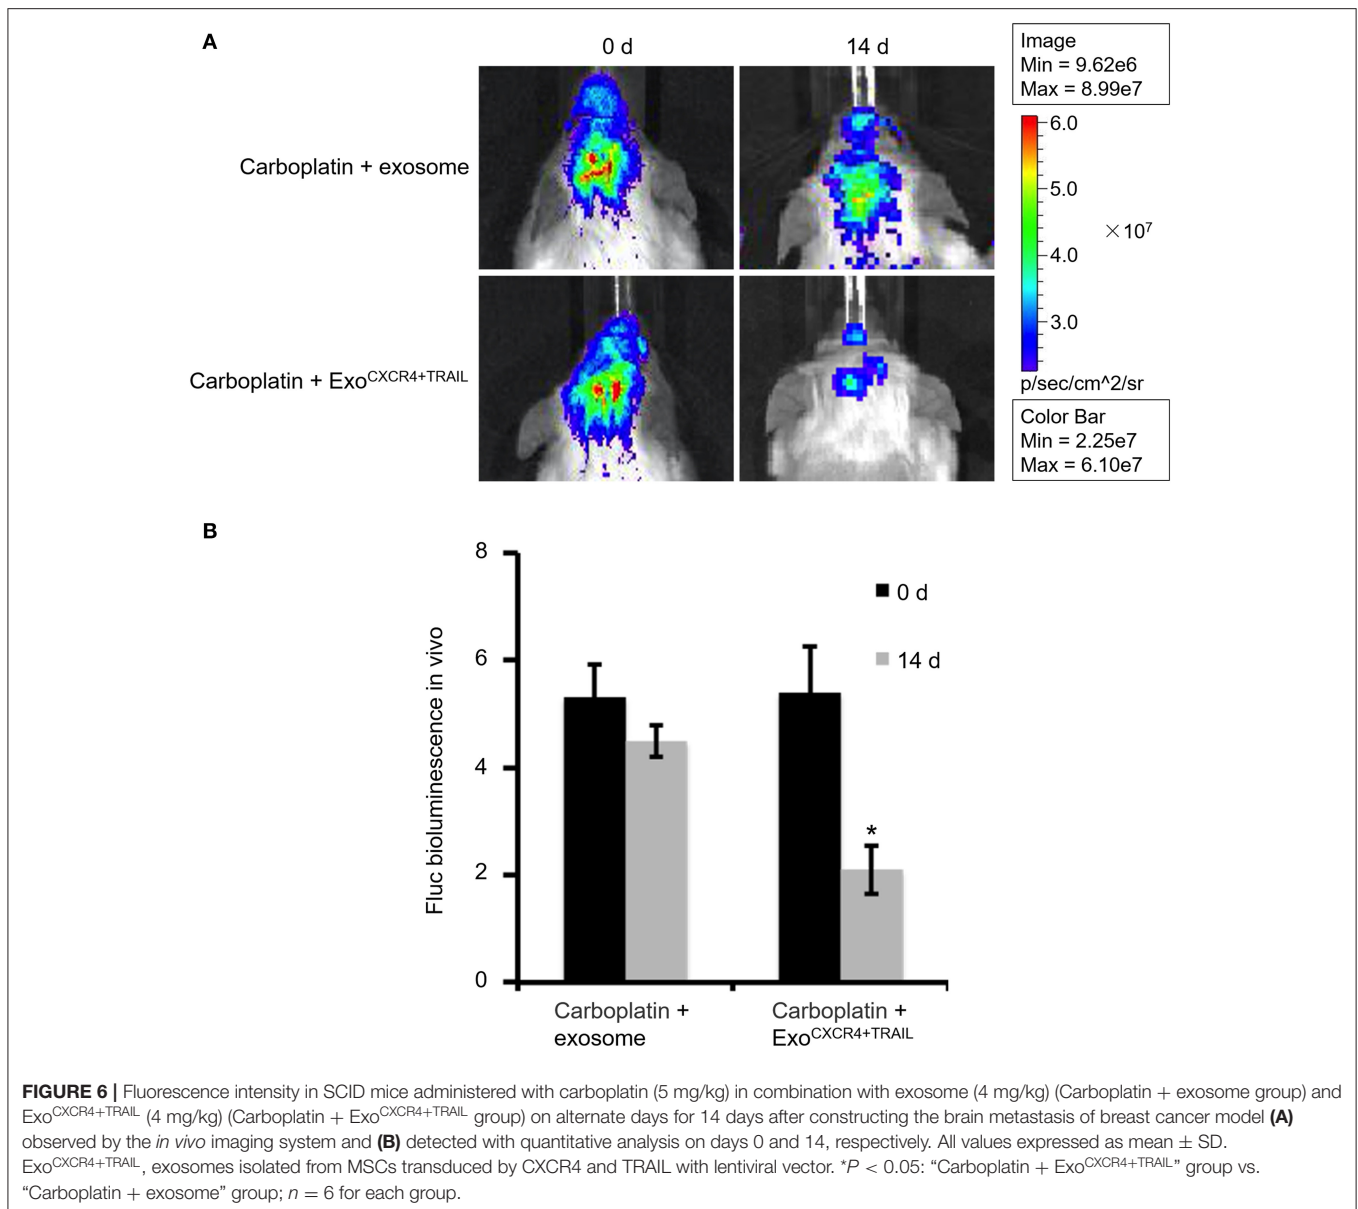 A
0 d
14 d
Image
Min = 9.62e6
Max = 8.99e7
Carboplatin + exosome
Carboplatin + Exo^CXCR4+TRAIL
6.0
5.0
4.0
3.0
×10⁷
p/sec/cm^2/sr
Color Bar
Min = 2.25e7
Max = 6.10e7
B
Fluc bioluminescence in vivo
8
6
4
2
0
0 d
14 d
*
Carboplatin +
exosome
Carboplatin +
Exo^CXCR4+TRAIL
FIGURE 6 | Fluorescence intensity in SCID mice administered with carboplatin (5 mg/kg) in combination with exosome (4 mg/kg) (Carboplatin + exosome group) and
Exo^CXCR4+TRAIL (4 mg/kg) (Carboplatin + Exo^CXCR4+TRAIL group) on alternate days for 14 days after constructing the brain metastasis of breast cancer model (A)
observed by the in vivo imaging system and (B) detected with quantitative analysis on days 0 and 14, respectively. All values expressed as mean ± SD.
Exo^CXCR4+TRAIL, exosomes isolated from MSCs transduced by CXCR4 and TRAIL with lentiviral vector. *P < 0.05: “Carboplatin + Exo^CXCR4+TRAIL” group vs.
“Carboplatin + exosome” group; n = 6 for each group.